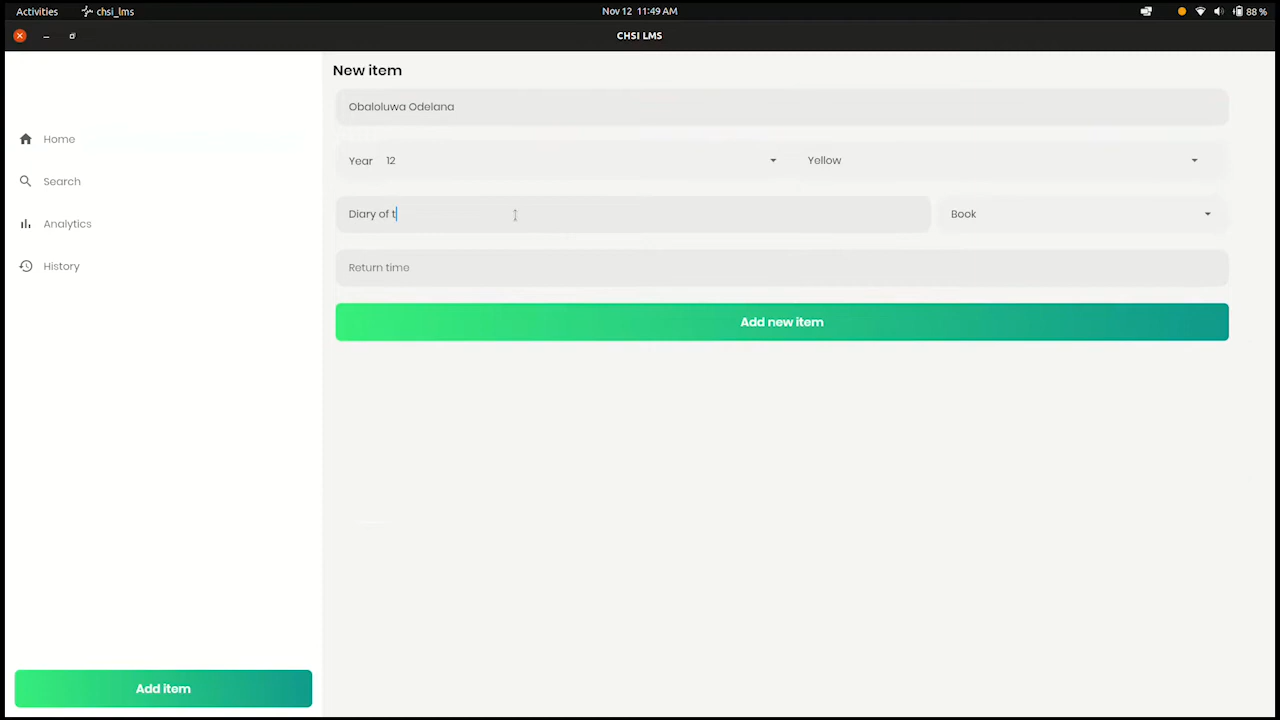 Activities chsi_lms Nov 12 11:49 AM 88 %
CHSI LMS
New item
Obaloluwa Odelana
Home
Year 12 Yellow
Search
Diary of t Book
Analytics
History
Return time
Add new item
Add item